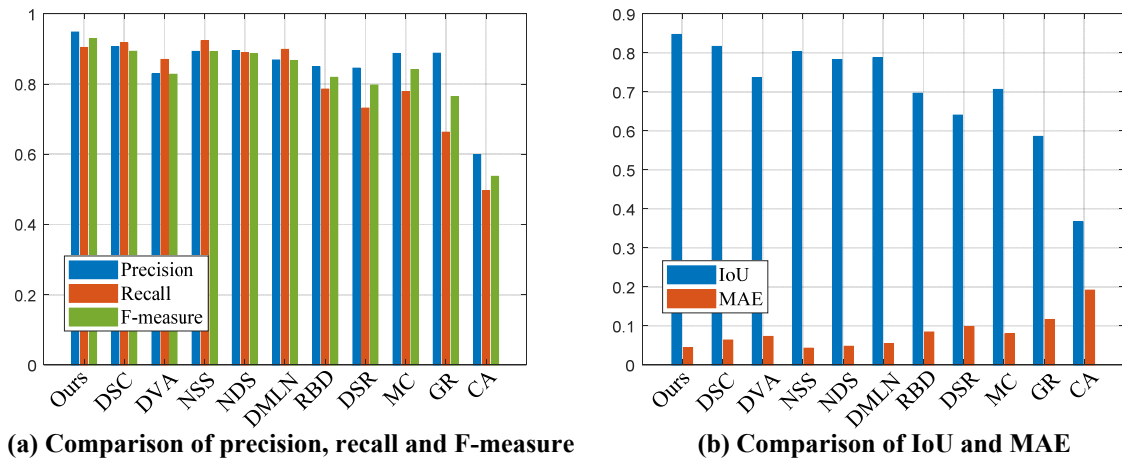 1
0.8
0.6
0.4
0.2
0
Precision
Recall
F-measure
Ours
DSC
DVA
NSS
NDS
DMLN
RBD
DSR
MC
GR
CA
(a) Comparison of precision, recall and F-measure
0.9
0.8
0.7
0.6
0.5
0.4
0.3
0.2
0.1
0
IoU
MAE
Ours
DSC
DVA
NSS
NDS
DMLN
RBD
DSR
MC
GR
CA
(b) Comparison of IoU and MAE